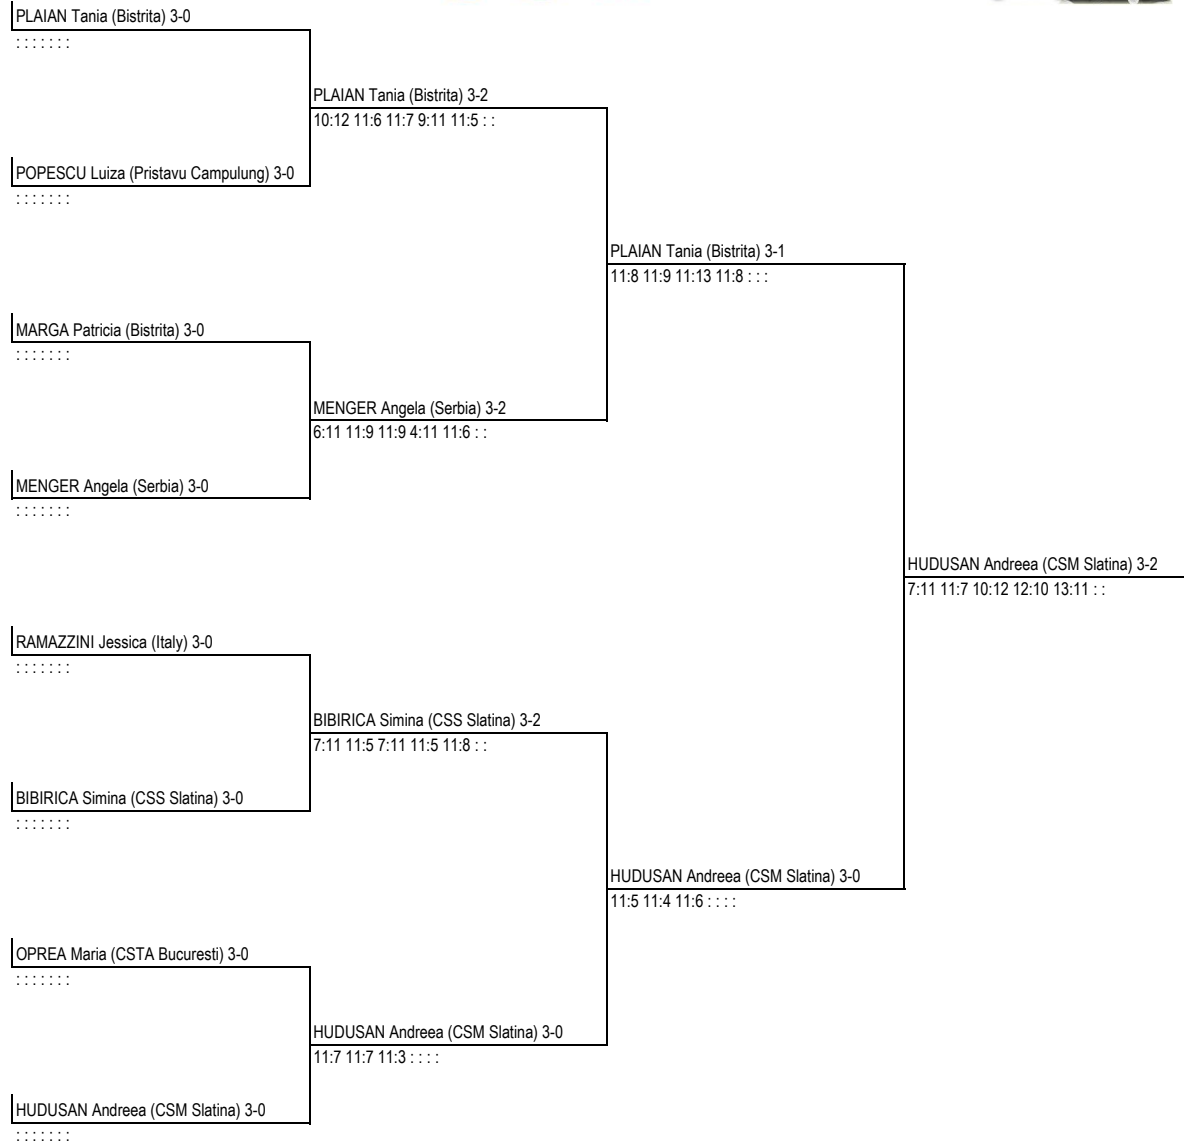 PLAIAN Tania (Bistrita) 3-0
: : : : : : :
PLAIAN Tania (Bistrita) 3-2
10:12 11:6 11:7 9:11 11:5 : :
POPESCU Luiza (Pristavu Campulung) 3-0
: : : : : : :
PLAIAN Tania (Bistrita) 3-1
11:8 11:9 11:13 11:8 : : :
MARGA Patricia (Bistrita) 3-0
: : : : : : :
MENGER Angela (Serbia) 3-2
6:11 11:9 11:9 4:11 11:6 : :
MENGER Angela (Serbia) 3-0
: : : : : : :
HUDUSAN Andreea (CSM Slatina) 3-2
7:11 11:7 10:12 12:10 13:11 : :
RAMAZZINI Jessica (Italy) 3-0
: : : : : : :
BIBIRICA Simina (CSS Slatina) 3-2
7:11 11:5 7:11 11:5 11:8 : :
BIBIRICA Simina (CSS Slatina) 3-0
: : : : : : :
HUDUSAN Andreea (CSM Slatina) 3-0
11:5 11:4 11:6 : : : :
OPREA Maria (CSTA Bucuresti) 3-0
: : : : : : :
HUDUSAN Andreea (CSM Slatina) 3-0
11:7 11:7 11:3 : : : :
HUDUSAN Andreea (CSM Slatina) 3-0
: : : : : : :